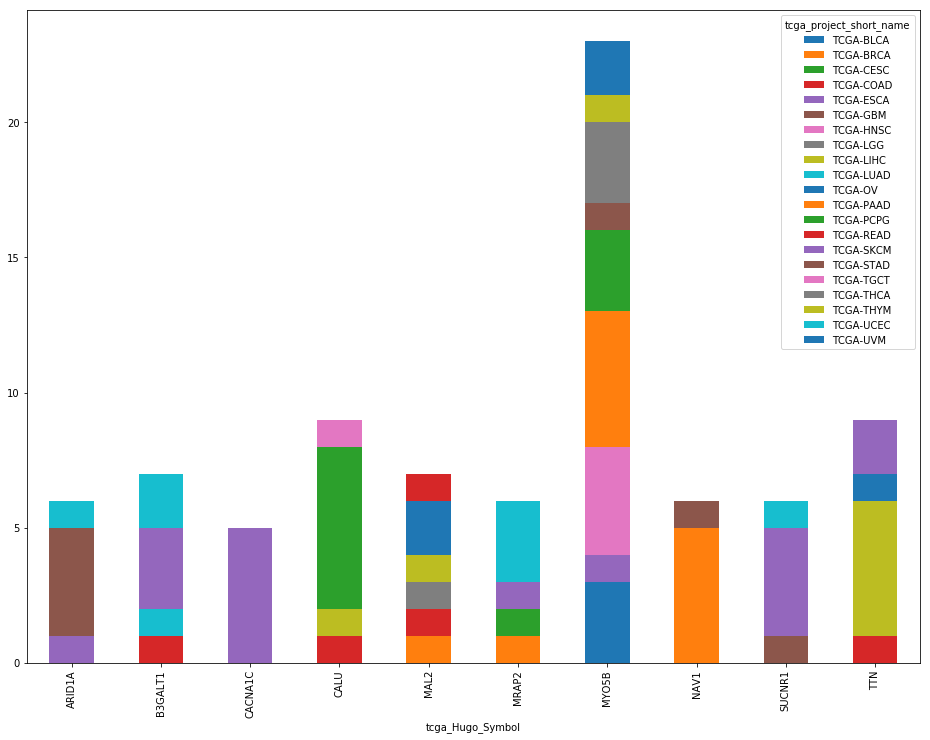 tcga_project_short_name
TCGA-BLCA
TCGA-BRCA
TCGA-CESC
TCGA-COAD
TCGA-ESCA
TCGA-GBM
TCGA-HNSC
TCGA-LGG
TCGA-LIHC
TCGA-LUAD
TCGA-OV
TCGA-PAAD
TCGA-PCPG
TCGA-READ
TCGA-SKCM
TCGA-STAD
TCGA-TGCT
TCGA-THCA
TCGA-THYM
TCGA-UCEC
TCGA-UVM
20
15
10
5
0
ARID1A
B3GALT1
CACNA1C
CALU
MAL2
MRAP2
MYO5B
NAV1
SUCNR1
TTN
tcga_Hugo_Symbol